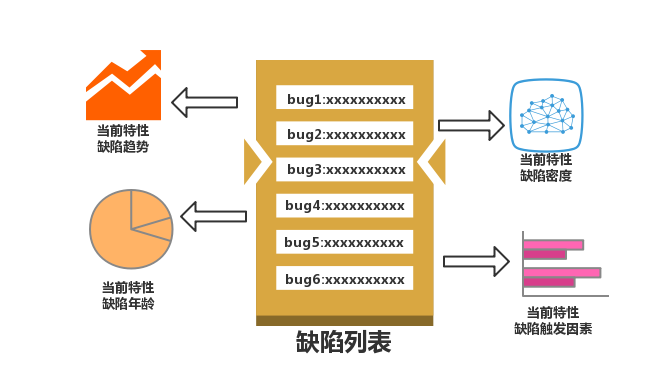 当前特性
缺陷趋势
当前特性
缺陷年龄
bug1:xxxxxxxxxx
bug2:xxxxxxxxxx
bug3:xxxxxxxxxx
bug4:xxxxxxxxxx
bug5:xxxxxxxxxx
bug6:xxxxxxxxxx
缺陷列表
当前特性
缺陷密度
当前特性
缺陷触发因素